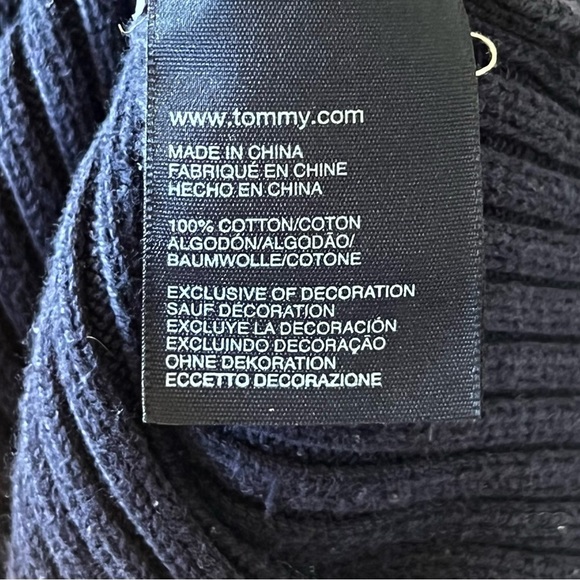 www.tommy.com
MADE IN CHINA
FABRIQUÉ EN CHINE
HECHO EN CHINA
100% COTTON/COTON
ALGODÓN/ALGODÃO/
BAUMWOLLE/COTONE
EXCLUSIVE OF DECORATION
SAUF DÉCORATION
EXCLUYE LA DECORACIÓN
EXCLUINDO DECORAÇÃO
OHNE DEKORATION
ECCETTO DECORAZIONE